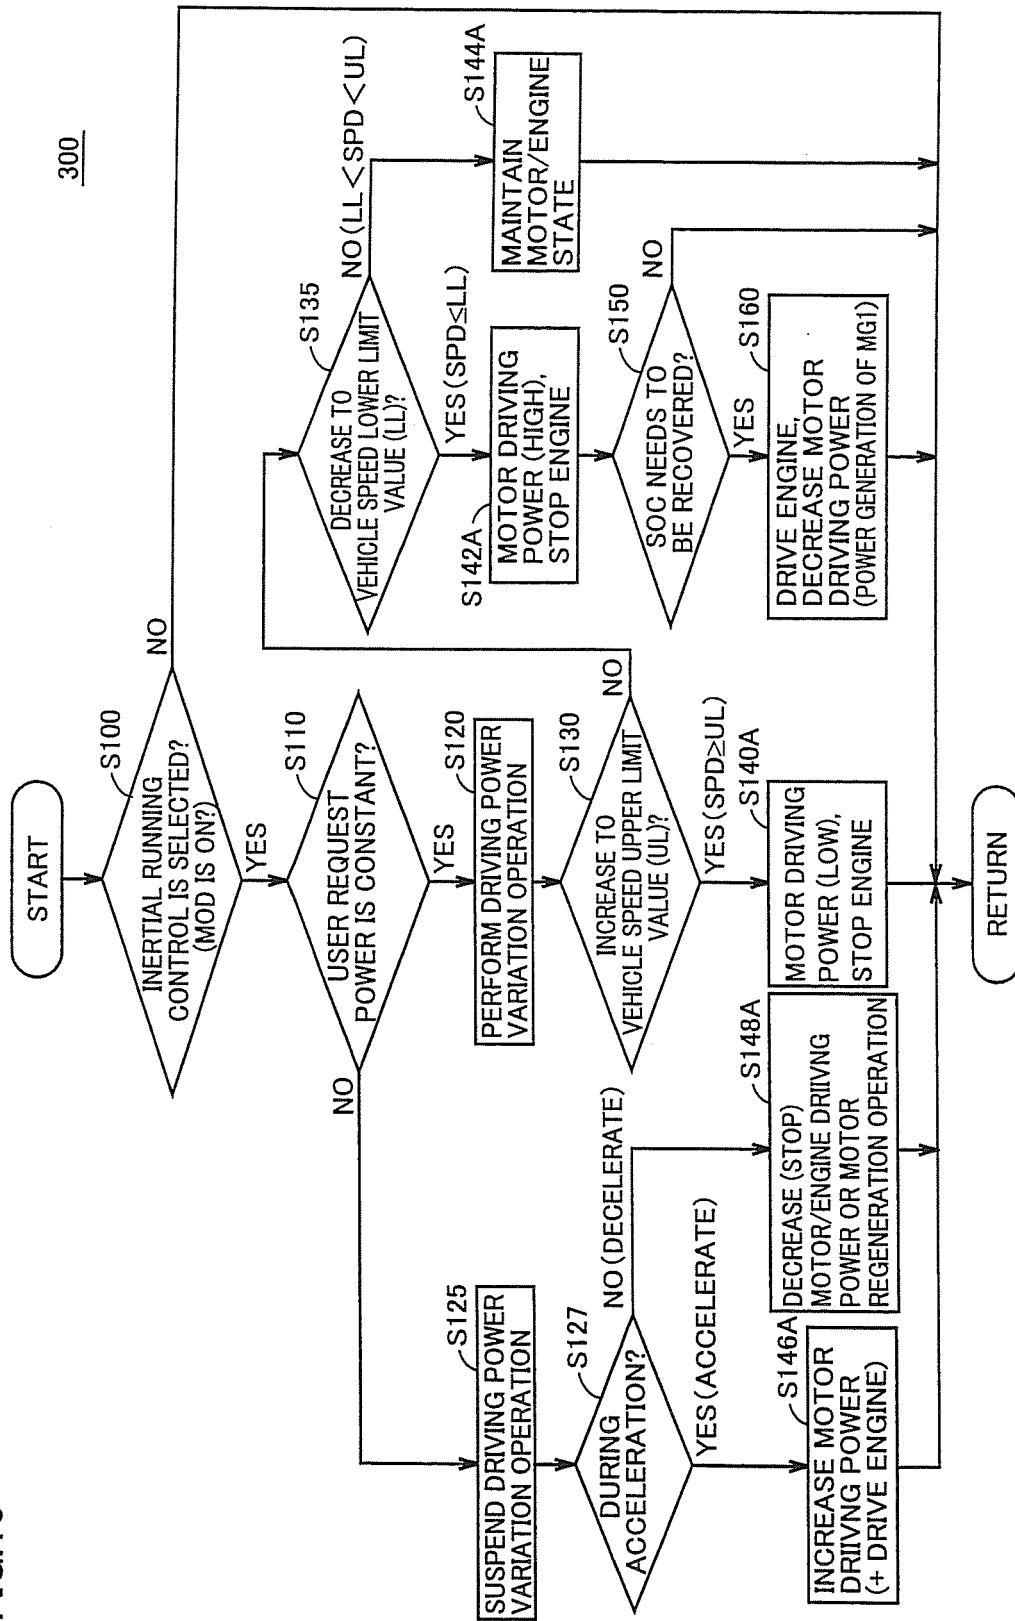 300
START
INERTIAL RUNNING
CONTROL IS SELECTED?
(MOD IS ON?)
S100
NO
YES
USER REQUEST
POWER IS CONSTANT?
S110
NO
YES
PERFORM DRIVING POWER
VARIATION OPERATION
S120
INCREASE TO
VEHICLE SPEED UPPER LIMIT
VALUE (UL)?
S130
NO
YES (SPD≥UL)
MOTOR DRIVING
POWER (LOW),
STOP ENGINE
S140A
DECREASE TO
VEHICLE SPEED LOWER LIMIT
VALUE (LL)?
S135
NO (LL<SPD<UL)
YES (SPD≤LL)
MAINTAIN
MOTOR/ENGINE
STATE
S144A
S142A
MOTOR DRIVING
POWER (HIGH),
STOP ENGINE
SOC NEEDS TO
BE RECOVERED?
S150
NO
YES
DRIVE ENGINE,
DECREASE MOTOR
DRIVING POWER
(POWER GENERATION OF MG1)
S160
SUSPEND DRIVING POWER
VARIATION OPERATION
S125
DURING
ACCELERATION?
S127
NO (DECELERATE)
YES (ACCELERATE)
INCREASE MOTOR
DRIIVNG POWER
(+ DRIVE ENGINE)
S146A
DECREASE (STOP)
MOTOR/ENGINE DRIIVNG
POWER OR MOTOR
REGENERATION OPERATION
S148A
RETURN